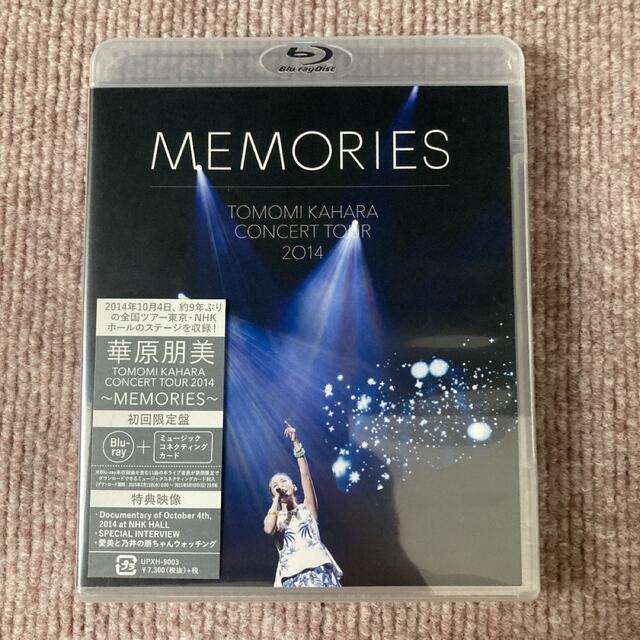 Blu-ray Disc
MEMORIES
TOMOMI KAHARA
CONCERT TOUR
2014
2014年10月4日、約9年ぶり
の全国ツアー東京・NHK
ホールのステージを収録！
華原朋美
TOMOMI KAHARA
CONCERT TOUR 2014
～MEMORIES～
初回限定盤
Blu-ray
+
ミュージック
コネクティング
カード
特典映像
・Documentary of October 4th,
2014 at NHK HALL
・SPECIAL INTERVIEW
・愛美と乃井の朋ちゃんウォッチング
UPXH-9003
￥7,300(税抜)+税